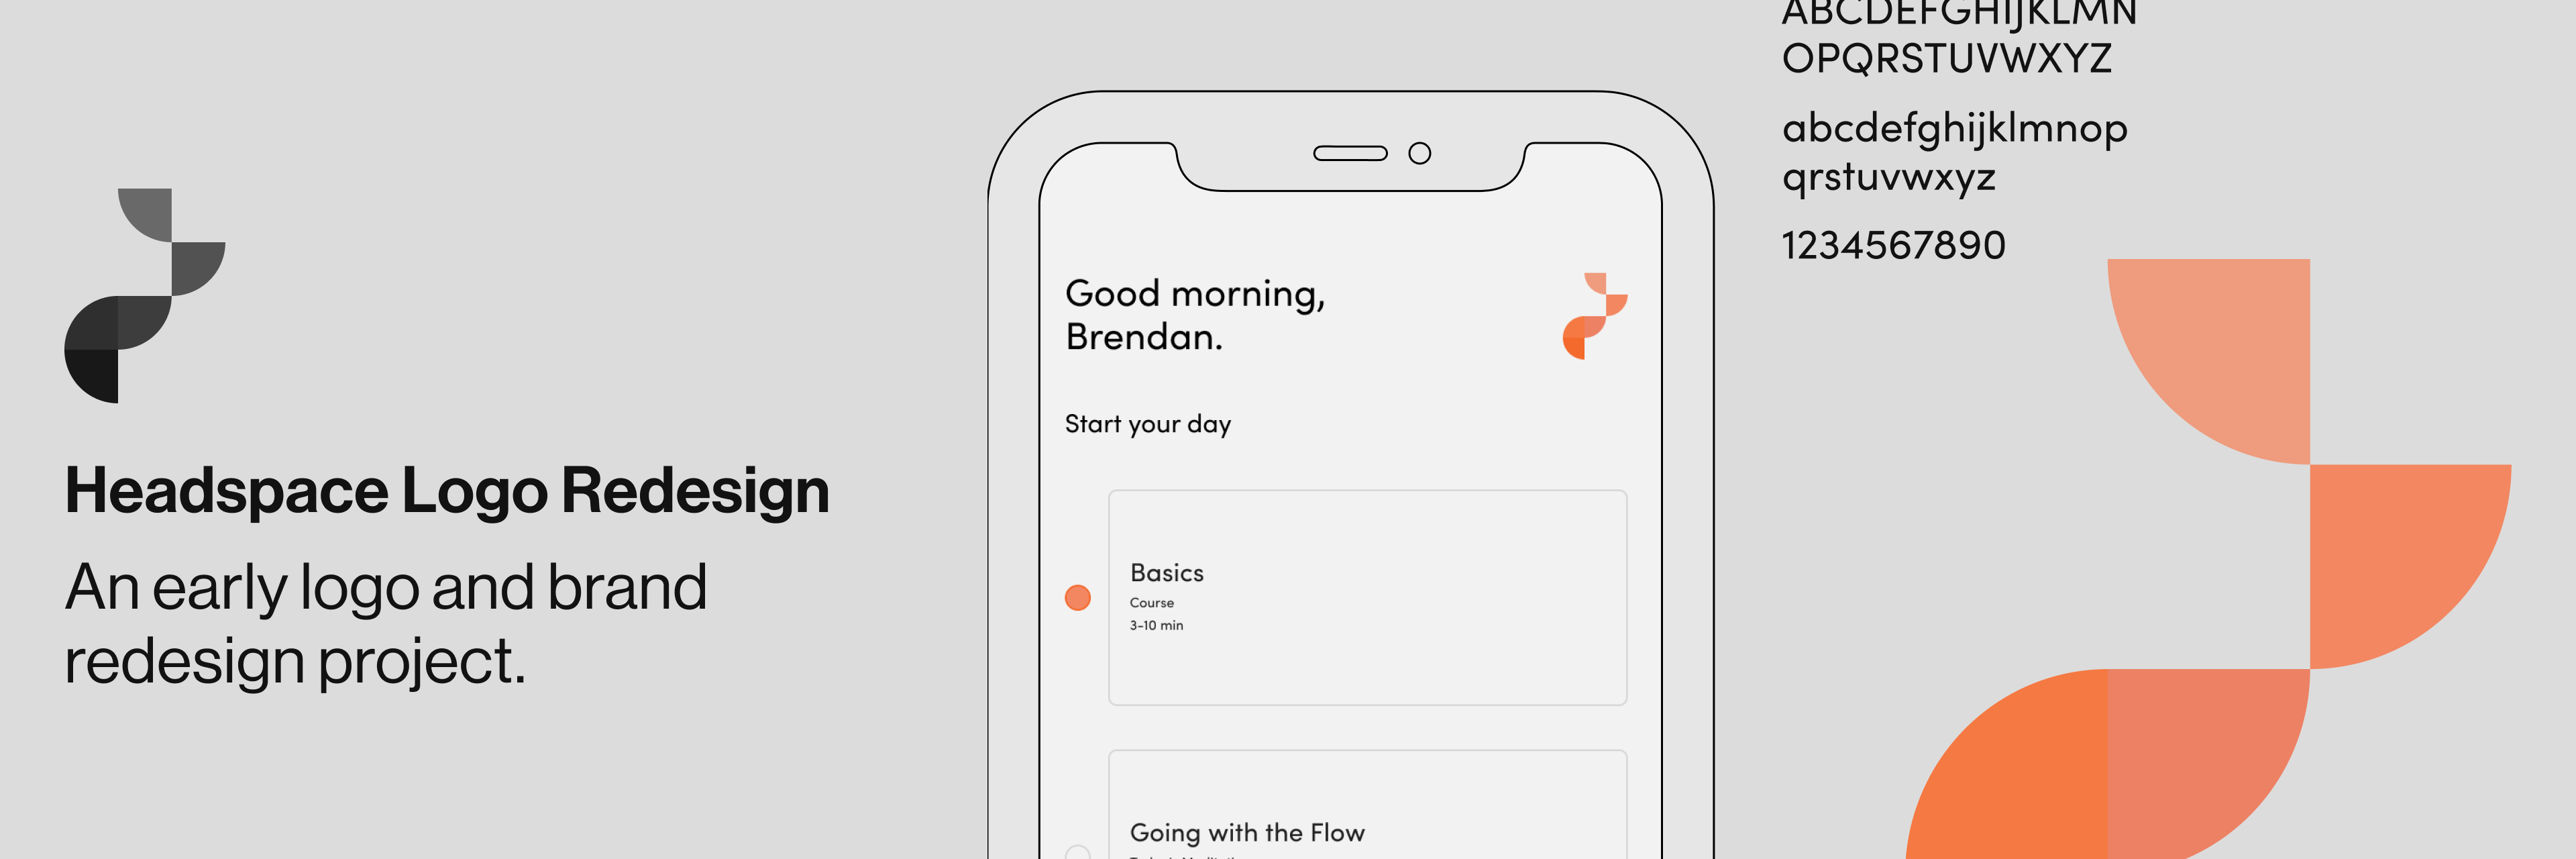 Headspace Logo Redesign
An early logo and brand
redesign project.
Good morning,
Brendan.
Start your day
Basics
Course
3-10 min
Going with the Flow
ABCDEFGHIJKLMN
OPQRSTUVWXYZ
abcdefghijklmnop
qrstuvwxyz
1234567890